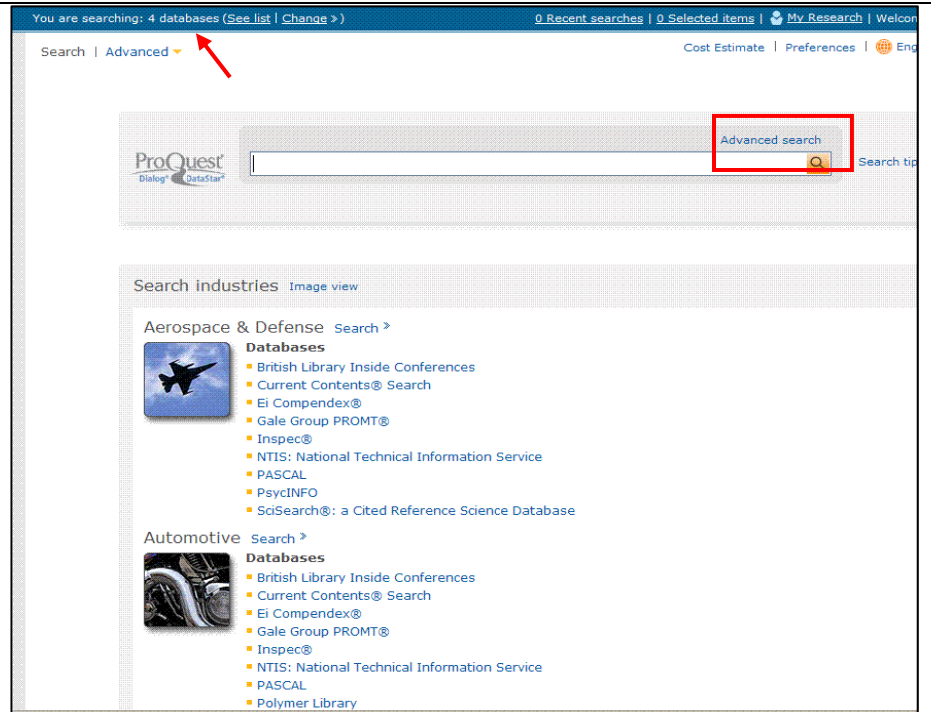 You are searching: 4 databases (See list | Change »)   0 Recent searches | 0 Selected items | My Research |
Search | Advanced   Cost Estimate | Preferences |
Advanced search
ProQuest
Dialog® DataStar®
Search
Search industries Image view
Aerospace & Defense Search »
Databases
British Library Inside Conferences
Current Contents® Search
Ei Compendex®
Gale Group PROMT®
Inspec®
NTIS: National Technical Information Service
PASCAL
PsycINFO
SciSearch®: a Cited Reference Science Database
Automotive Search »
Databases
British Library Inside Conferences
Current Contents® Search
Ei Compendex®
Gale Group PROMT®
Inspec®
NTIS: National Technical Information Service
PASCAL
Polymer Library